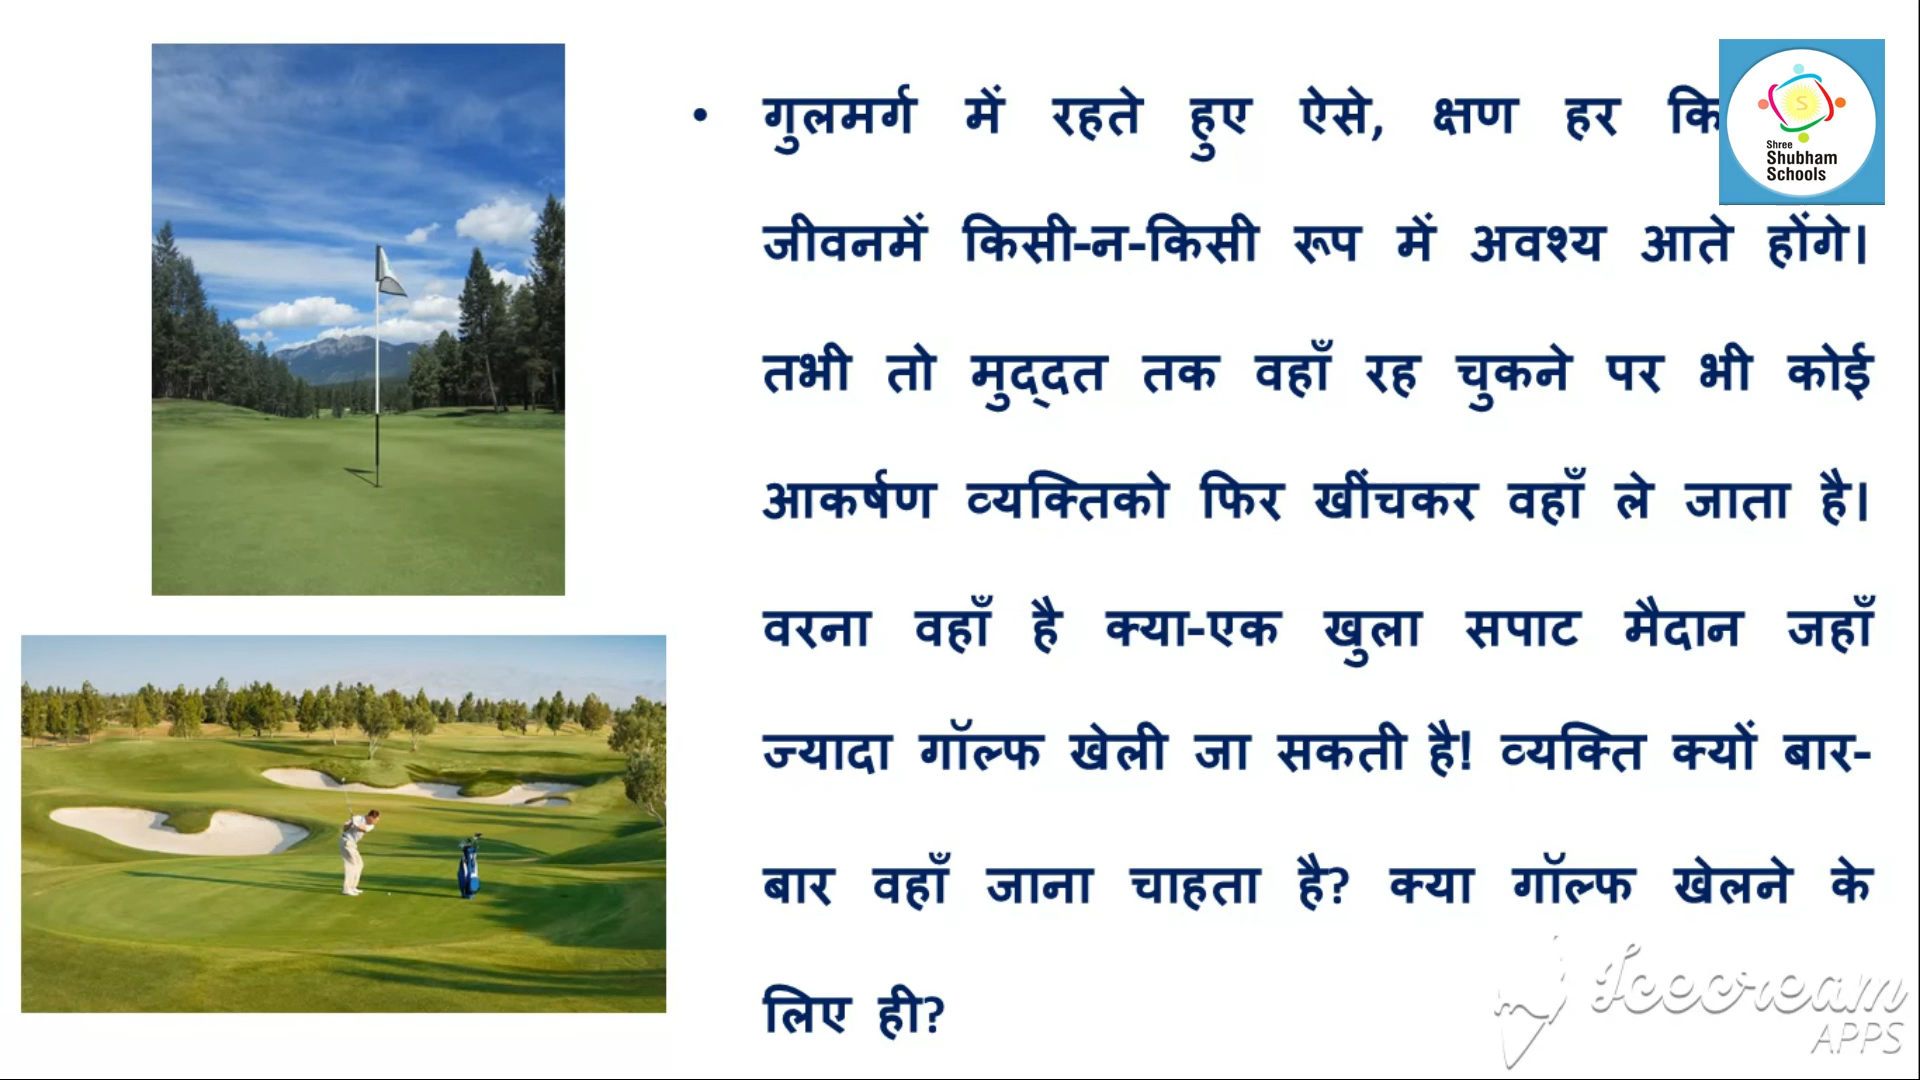 • गुलमर्ग में रहते हुए ऐसे, क्षण हर
जीवनमें किसी-न-किसी रूप में अवश्य आते होंगे।
तभी तो मुद्दत तक वहाँ रह चुकने पर भी कोई
आकर्षण व्यक्तिको फिर खींचकर वहाँ ले जाता है।
वरना वहाँ है क्या-एक खुला सपाट मैदान जहाँ
ज्यादा गॉल्फ खेली जा सकती है! व्यक्ति क्यों बार-
बार वहाँ जाना चाहता है? क्या गॉल्फ खेलने के
लिए ही?
S
Shree
Shubham
Schools
Icecream
APPS